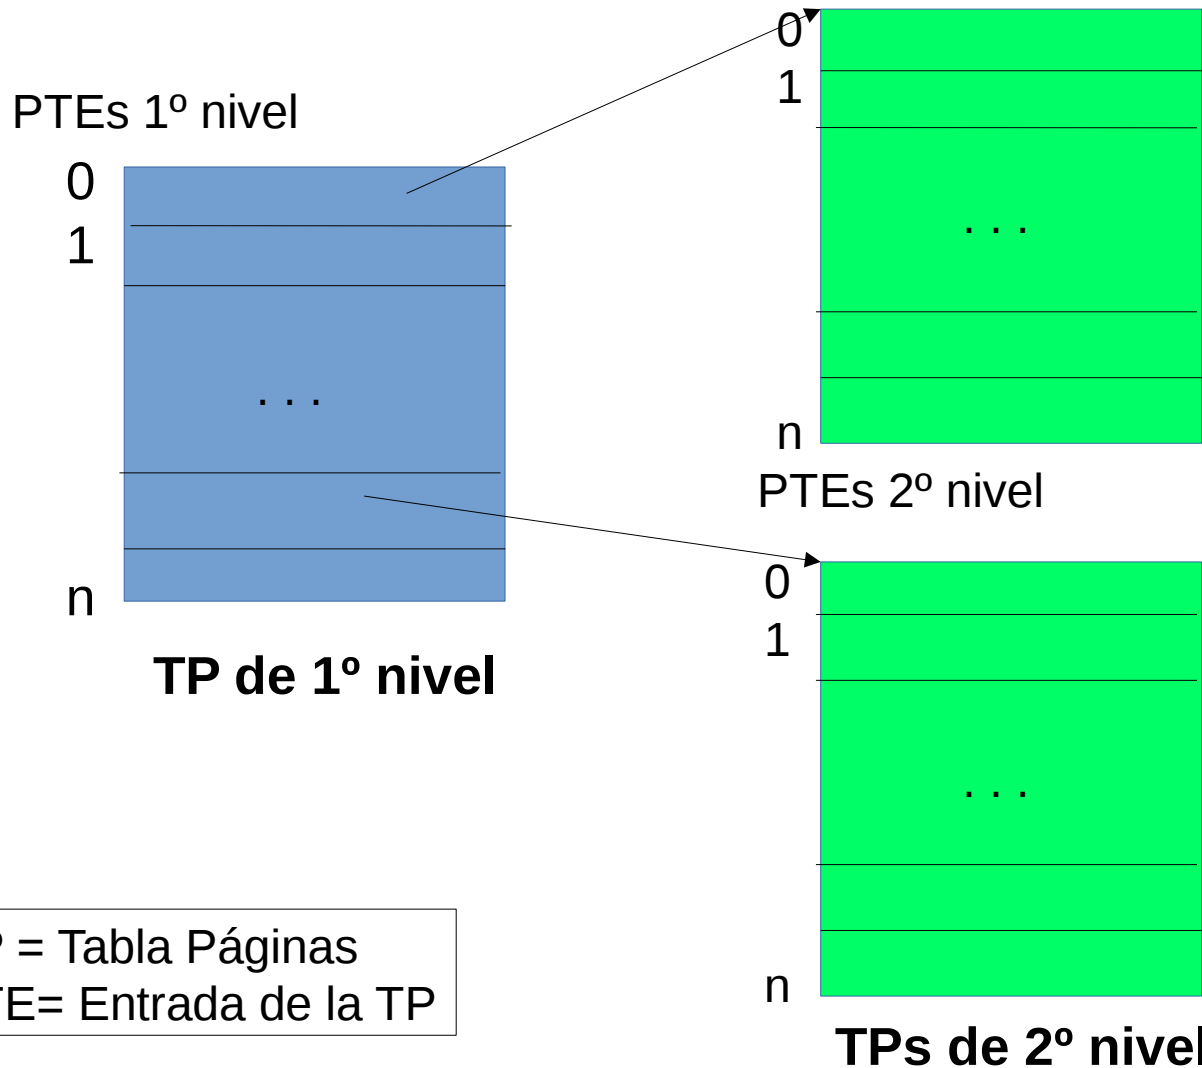 PTEs 1º nivel
0
1
. . .
n
TP de 1º nivel
0
1
. . .
n
PTEs 2º nivel
0
1
. . .
n
TPs de 2º nivel
= Tabla Páginas
E= Entrada de la TP